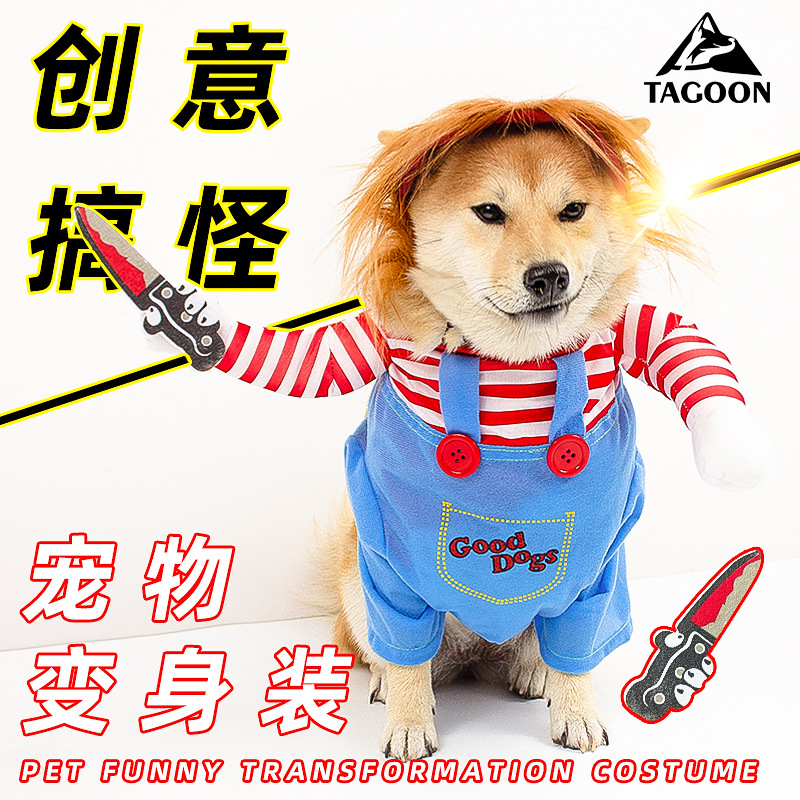 创意
TAGOON
搞怪
Good
Dogs
宠物
变身装
PET FUNNY TRANSFORMATION COSTUME